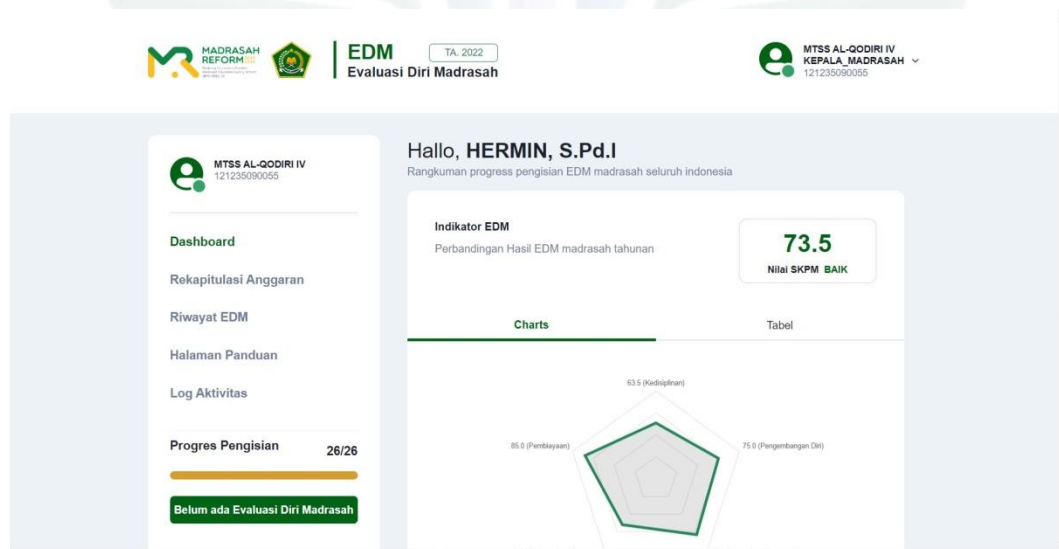 MADRASAH
REFORM
EDM
TA. 2022
Evaluasi Diri Madrasah
MTSS AL-QODIRI IV
KEPALA_MADRASAH
121235090055
MTSS AL-QODIRI IV
121235090055
Dashboard
Rekapitulasi Anggaran
Riwayat EDM
Halaman Panduan
Log Aktivitas
Progres Pengisian 26/26
Belum ada Evaluasi Diri Madrasah
Hallo, HERMIN, S.Pd.I
Rangkuman progress pengisian EDM madrasah seluruh indonesia
Indikator EDM
Perbandingan Hasil EDM madrasah tahunan
73.5
Nilai SKPM BAIK
Charts Tabel
63.5 (Kedisiplinan)
85.0 (Pembiayaan)
75.0 (Pengembangan Diri)